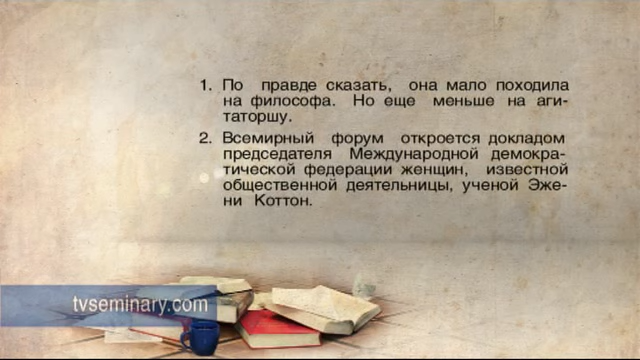 1. По правде сказать, она мало походила
на философа. Но еще меньше на аги-
таторшу.
2. Всемирный форум откроется докладом
председателя Международной демокра-
тической федерации женщин, известной
общественной деятельницы, ученой Эже-
ни Коттон.
tvseminary.com